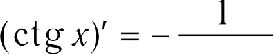 (ctg x)′ = − 1